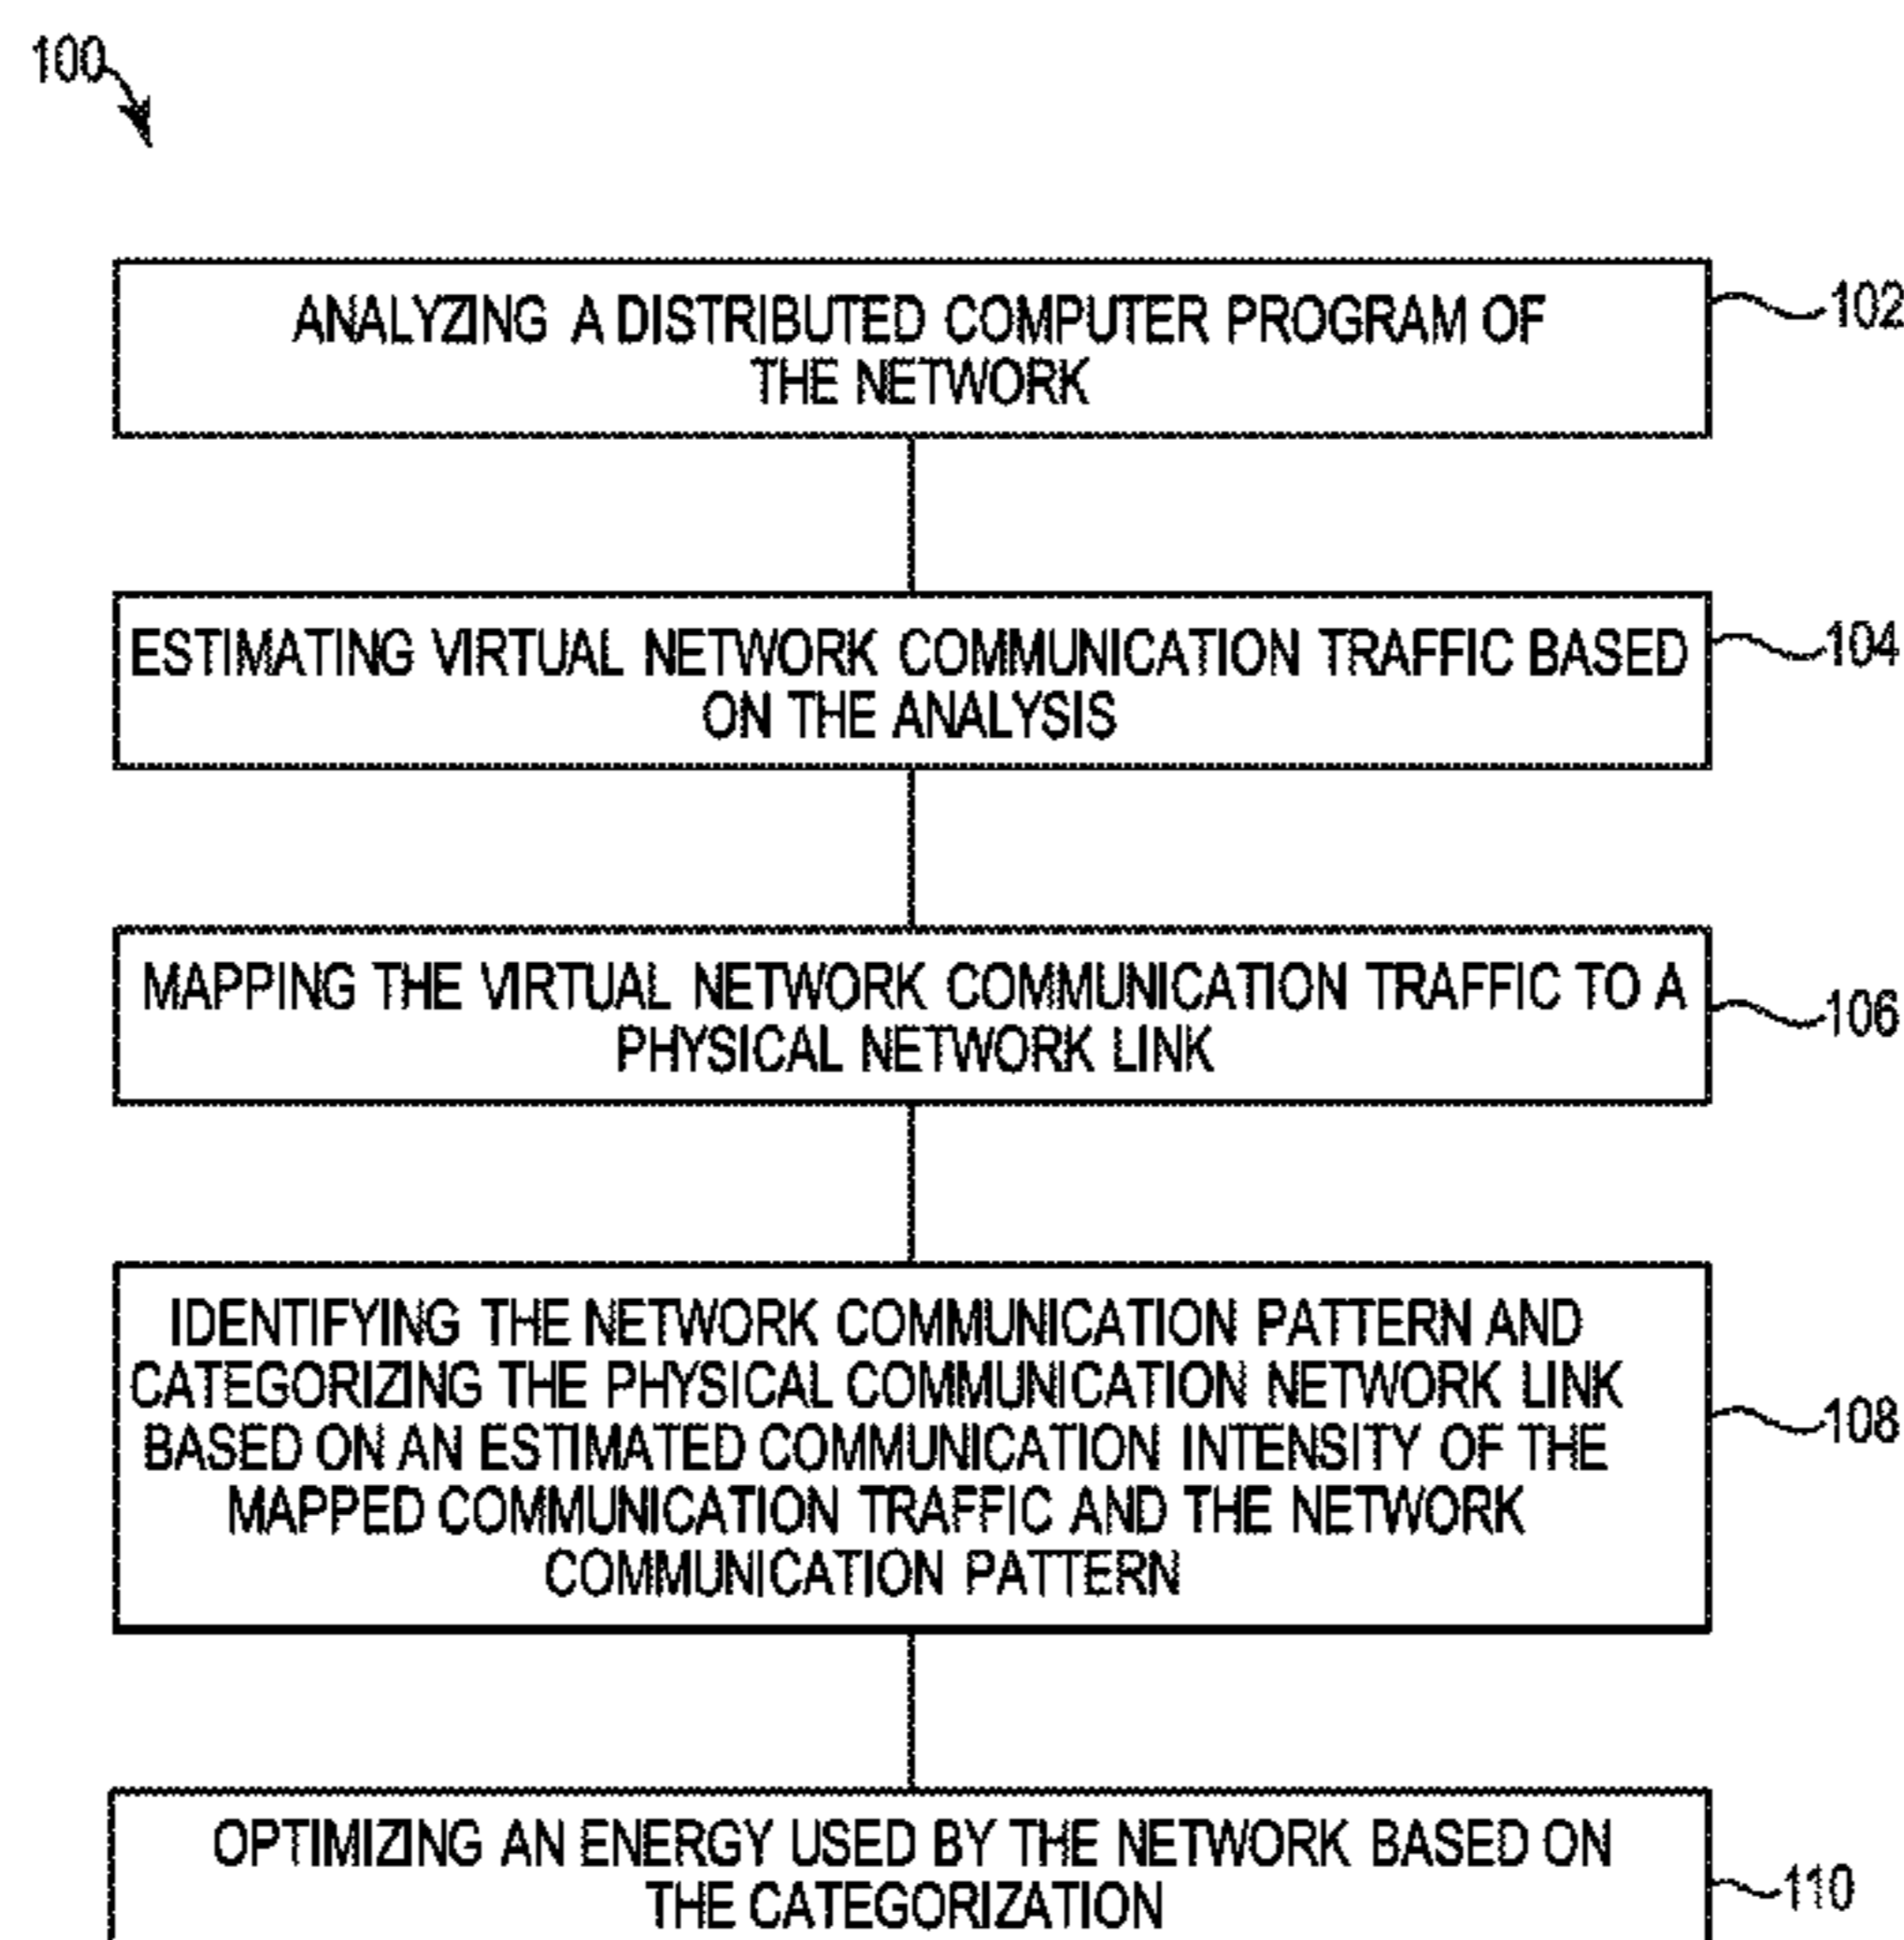 100
ANALYZING A DISTRIBUTED COMPUTER PROGRAM OF
THE NETWORK
102
ESTIMATING VIRTUAL NETWORK COMMUNICATION TRAFFIC BASED
ON THE ANALYSIS
104
MAPPING THE VIRTUAL NETWORK COMMUNICATION TRAFFIC TO A
PHYSICAL NETWORK LINK
106
IDENTIFYING THE NETWORK COMMUNICATION PATTERN AND
CATEGORIZING THE PHYSICAL COMMUNICATION NETWORK LINK
BASED ON AN ESTIMATED COMMUNICATION INTENSITY OF THE
MAPPED COMMUNICATION TRAFFIC AND THE NETWORK
COMMUNICATION PATTERN
108
OPTIMIZING AN ENERGY USED BY THE NETWORK BASED ON
THE CATEGORIZATION
110